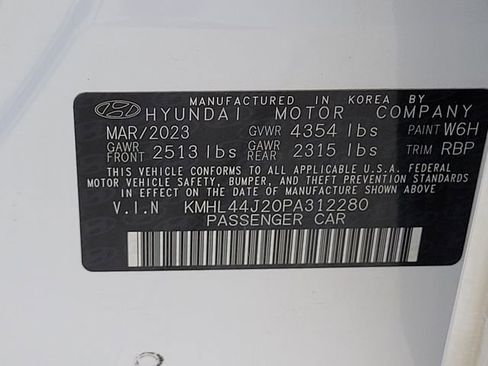 MANUFACTURED IN KOREA BY
HYUNDAI MOTOR COMPANY
MAR/2023 GVWR 4354 lbs PAINT W6H
GAWR FRONT 2513 lbs GAWR REAR 2315 lbs TRIM RBP
THIS VEHICLE CONFORMS TO ALL APPLICABLE U.S.A. FEDERAL
MOTOR VEHICLE SAFETY, BUMPER, AND THEFT PREVENTION STANDARDS
IN EFFECT ON THE DATE OF MANUFACTURE SHOWN ABOVE.
V.I.N KMHL44J20PA312280
PASSENGER CAR